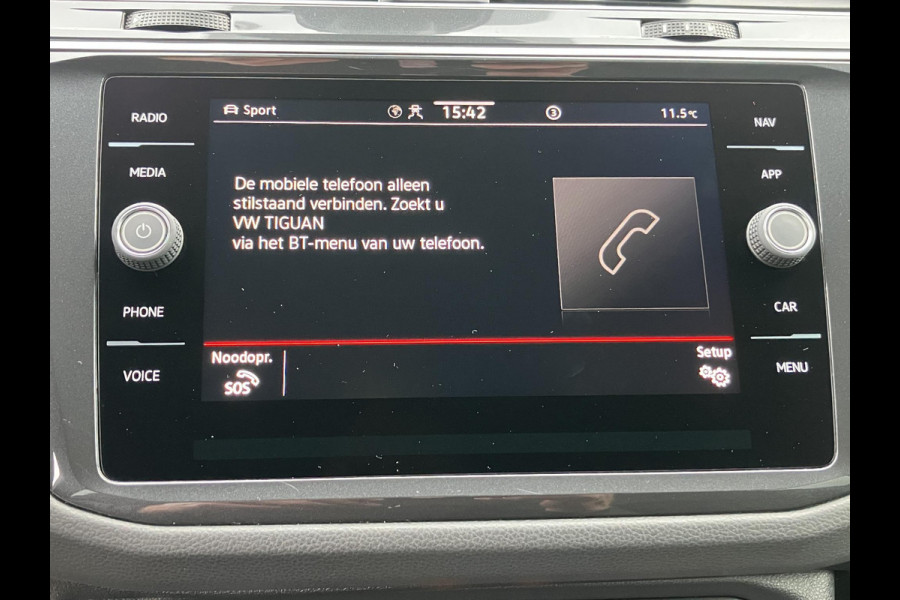 RADIO
MEDIA
PHONE
VOICE
Sport
15:42
3
11.5°C
De mobiele telefoon alleen
stilstaand verbinden. Zoekt u
VW TIGUAN
via het BT-menu van uw telefoon.
Noodopr.
SOS
Setup
NAV
APP
CAR
MENU